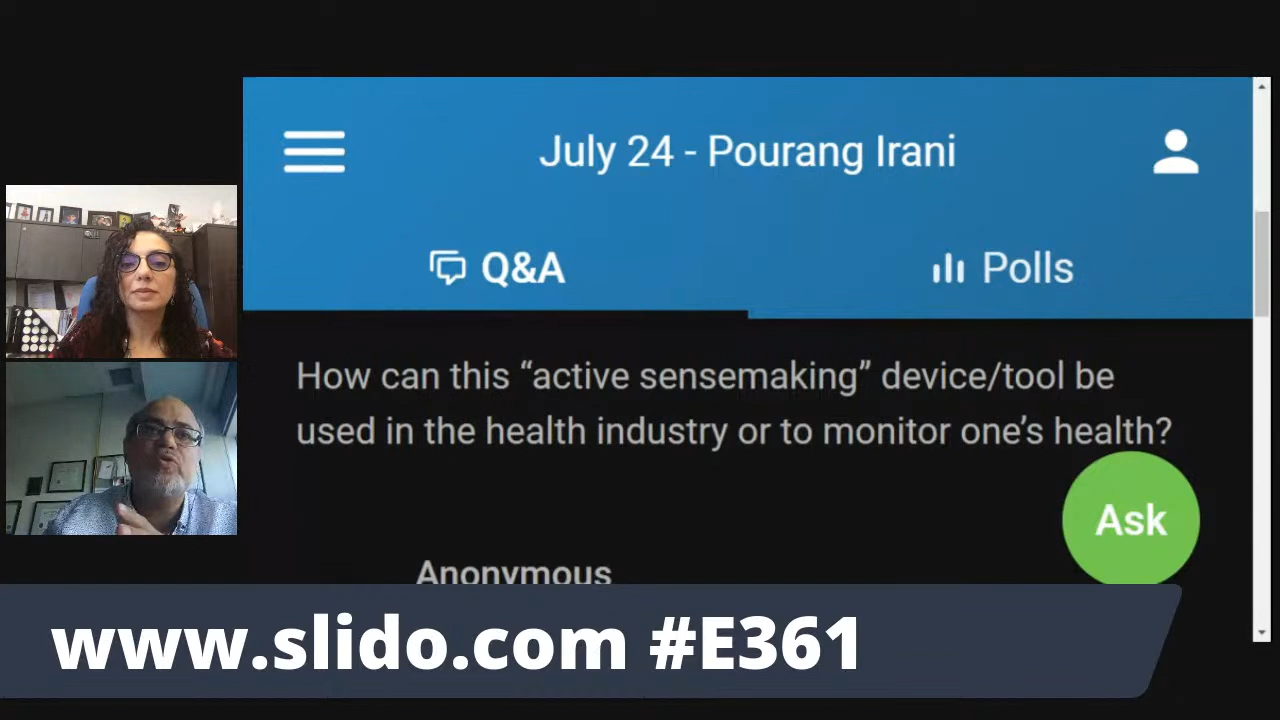 July 24 - Pourang Irani
Q&A
Polls
How can this “active sensemaking” device/tool be
used in the health industry or to monitor one’s health?
Ask
Anonymous
www.slido.com #E361